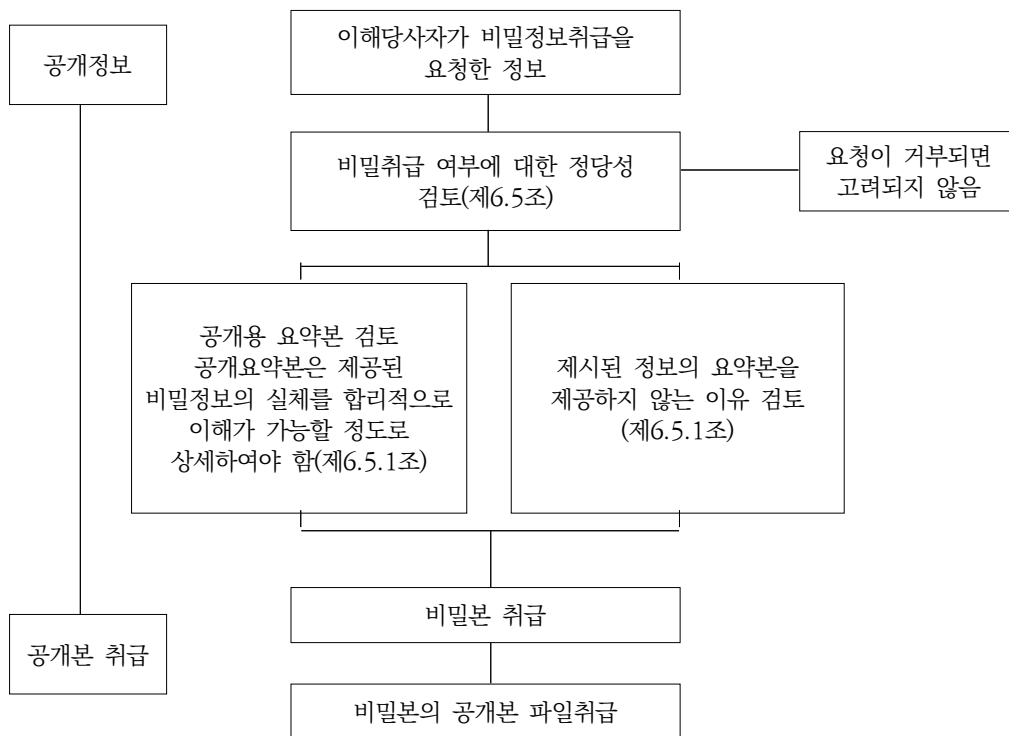 공개정보
이해당사자가 비밀정보취급을
요청한 정보
비밀취급 여부에 대한 정당성
검토(제6.5조)
요청이 거부되면
고려되지 않음
공개용 요약본 검토
공개요약본은 제공된
비밀정보의 실체를 합리적으로
이해가 가능할 정도로
상세하여야 함(제6.5.1조)
제시된 정보의 요약본을
제공하지 않는 이유 검토
(제6.5.1조)
비밀본 취급
공개본 취급
비밀본의 공개본 파일취급